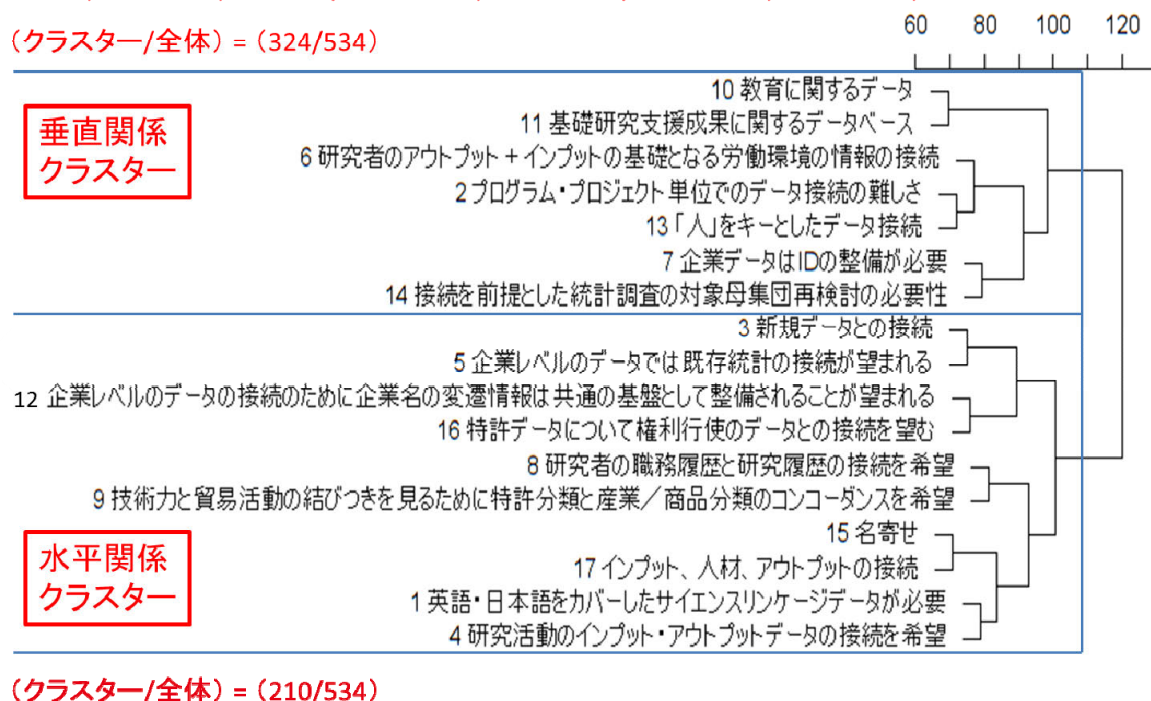 （クラスター/全体）=（324/534）
60 80 100 120
垂直関係
クラスター
10 教育に関するデータ
11 基礎研究支援成果に関するデータベース
6 研究者のアウトプット＋インプットの基礎となる労働環境の情報の接続
2 プログラム・プロジェクト単位でのデータ接続の難しさ
13 「人」をキーとしたデータ接続
7 企業データはIDの整備が必要
14 接続を前提とした統計調査の対象母集団再検討の必要性
3 新規データとの接続
5 企業レベルのデータでは既存統計の接続が望まれる
12 企業レベルのデータの接続のために企業名の変遷情報は共通の基盤として整備されることが望まれる
16 特許データについて権利行使のデータとの接続を望む
8 研究者の職務履歴と研究履歴の接続を希望
9 技術力と貿易活動の結びつきを見るために特許分類と産業／商品分類のコンコーダンスを希望
水平関係
クラスター
15 名寄せ
17 インプット、人材、アウトプットの接続
1 英語・日本語をカバーしたサイエンスリンケージデータが必要
4 研究活動のインプット・アウトプットデータの接続を希望
（クラスター/全体）=（210/534）